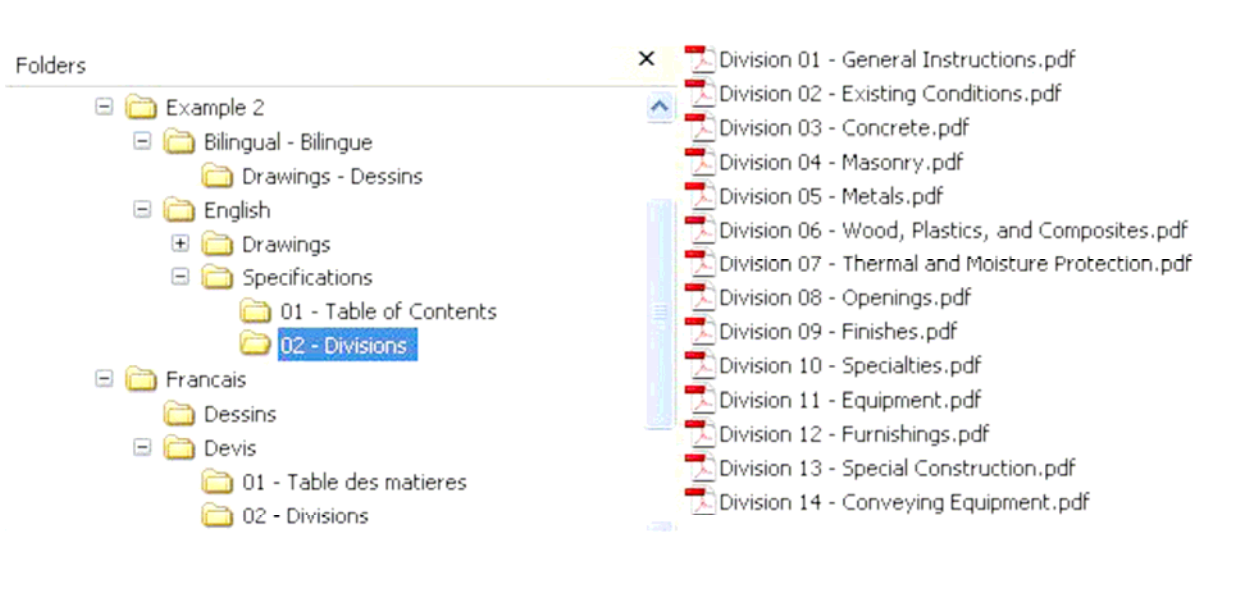 Folders
Example 2
Bilingual - Bilingue
Drawings - Dessins
English
Drawings
Specifications
01 - Table of Contents
02 - Divisions
Francais
Dessins
Devis
01 - Table des matieres
02 - Divisions
Division 01 - General Instructions.pdf
Division 02 - Existing Conditions.pdf
Division 03 - Concrete.pdf
Division 04 - Masonry.pdf
Division 05 - Metals.pdf
Division 06 - Wood, Plastics, and Composites.pdf
Division 07 - Thermal and Moisture Protection.pdf
Division 08 - Openings.pdf
Division 09 - Finishes.pdf
Division 10 - Specialties.pdf
Division 11 - Equipment.pdf
Division 12 - Furnishings.pdf
Division 13 - Special Construction.pdf
Division 14 - Conveying Equipment.pdf